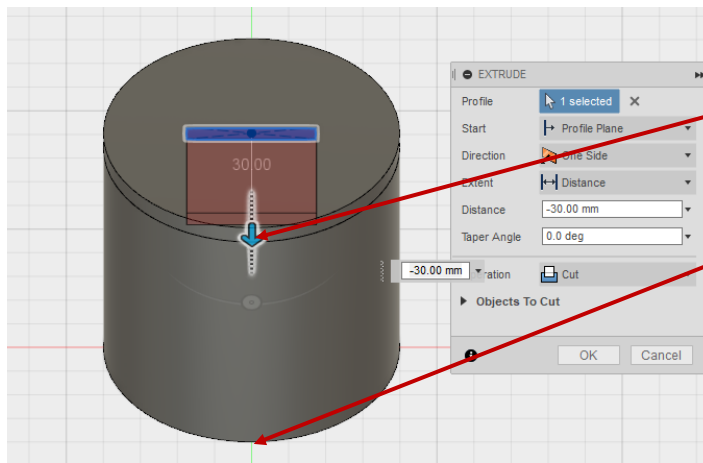 EXTRUDE
Profile 1 selected
Start Profile Plane
Direction One Side
Extent Distance
Distance -30.00 mm
Taper Angle 0.0 deg
-30.00 mm ration Cut
Objects To Cut
OK Cancel
30.00